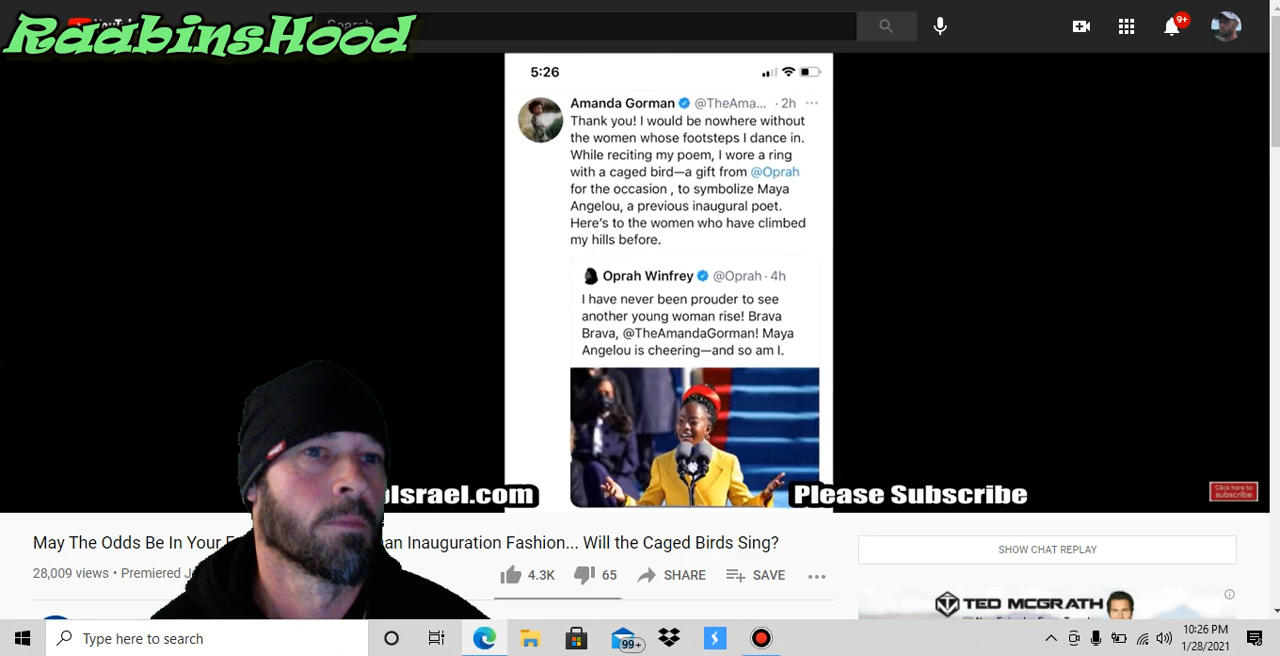 RaabinsHood
Search
9+
5:26
Amanda Gorman @TheAma... · 2h ...
Thank you! I would be nowhere without
the women whose footsteps I dance in.
While reciting my poem, I wore a ring
with a caged bird—a gift from @Oprah
for the occasion , to symbolize Maya
Angelou, a previous inaugural poet.
Here's to the women who have climbed
my hills before.
Oprah Winfrey @Oprah · 4h
I have never been prouder to see
another young woman rise! Brava
Brava, @TheAmandaGorman! Maya
Angelou is cheering—and so am I.
oIsrael.com
Please Subscribe
Click here to
subscribe
May The Odds Be In Your F an Inauguration Fashion... Will the Caged Birds Sing?
SHOW CHAT REPLAY
28,009 views • Premiered J
4.3K 65 SHARE SAVE ...
TED MCGRATH
Type here to search
99+
10:26 PM
1/28/2021